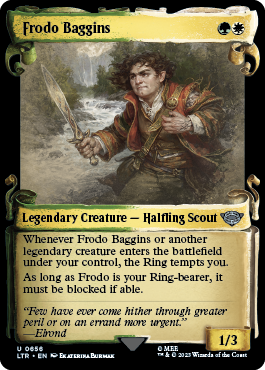 Frodo Baggins
Legendary Creature — Halfling Scout
Whenever Frodo Baggins or another
legendary creature enters the battlefield
under your control, the Ring tempts you.
As long as Frodo is your Ring-bearer, it
must be blocked if able.
“Few have ever come hither through greater
peril or on an errand more urgent.”
—Elrond
1/3
U 0656
LTR • EN Ekaterina Burmak
© MEE
™ & © 2023 Wizards of the Coast